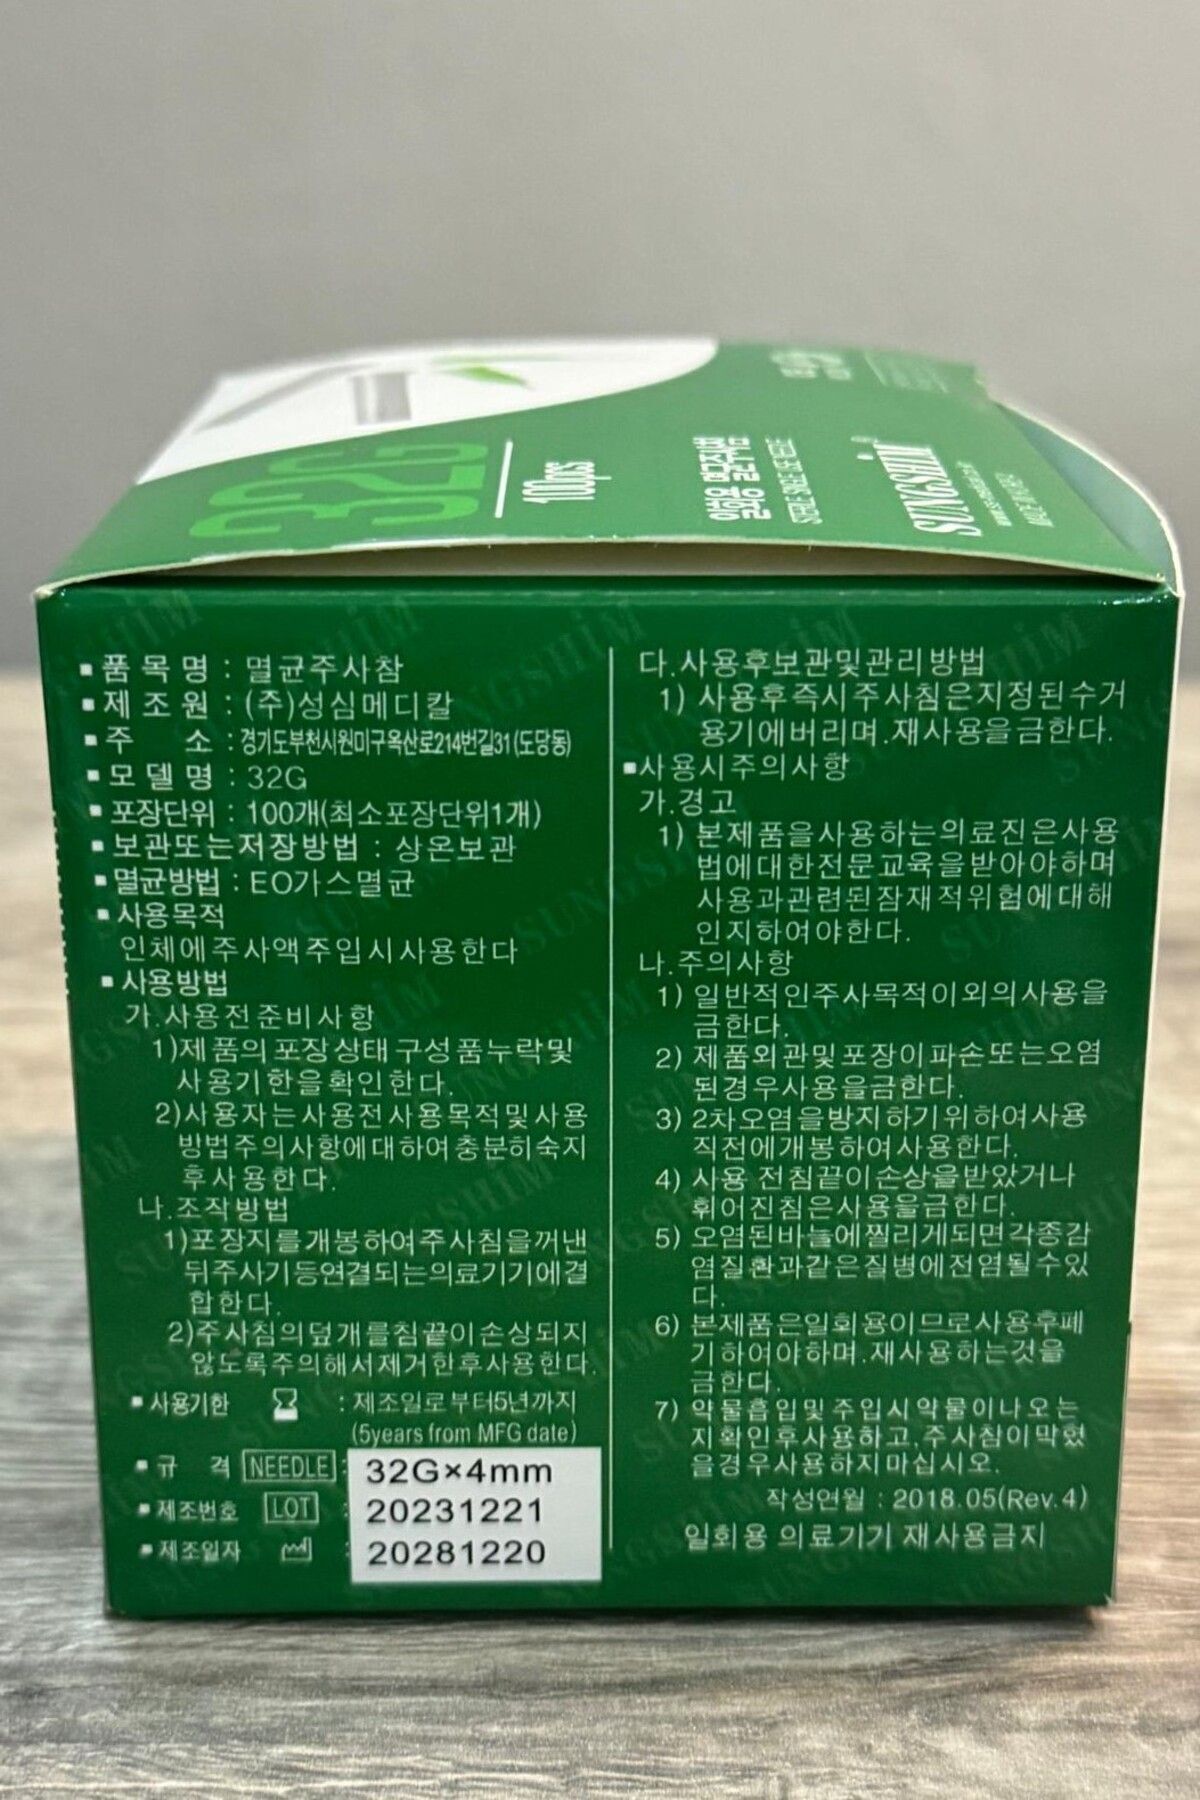 32G
100pcs
일회용 멸균주사침
STERILE SINGLE USE NEEDLE
SUNGSHIM
MADE IN KOREA
▪품 목 명 : 멸균주사참
▪제 조 원 : (주)성심메디칼
▪주 소 : 경기도부천시원미구옥산로214번길31(도당동)
▪모 델 명 : 32G
▪포장단위 : 100개(최소포장단위1개)
▪보관또는저장방법 : 상온보관
▪멸균방법 : EO가스멸균
▪사용목적
인체에주사액주입시사용한다
▪사용방법
가.사용전준비사항
1)제품의포장상태구성품누락및
사용기한을확인한다.
2)사용자는사용전사용목적및사용
방법주의사항에대하여충분히숙지
후사용한다.
나.조작방법
1)포장지를개봉하여주사침을꺼낸
뒤주사기등연결되는의료기기에결
합한다.
2)주사침의덮개를침끝이손상되지
않도록주의해서제거한후사용한다.
▪사용기한 : 제조일로부터5년까지
(5years from MFG date)
▪규 격 NEEDLE : 32G×4mm
▪제조번호 LOT : 20231221
▪제조일자 : 20281220
다.사용후보관및관리방법
1) 사용후즉시주사침은지정된수거
용기에버리며.재사용을금한다.
▪사용시주의사항
가.경고
1) 본제품을사용하는의료진은사용
법에대한전문교육을받아야하며
사용과관련된잠재적위험에대해
인지하여야한다.
나.주의사항
1) 일반적인주사목적이외의사용을
금한다.
2) 제품외관및포장이파손또는오염
된경우사용을금한다.
3) 2차오염을방지하기위하여사용
직전에개봉하여사용한다.
4) 사용 전침끝이손상을받았거나
휘어진침은사용을금한다.
5) 오염된바늘에찔리게되면각종감
염질환과같은질병에전염될수있
다.
6) 본제품은일회용이므로사용후폐
기하여야하며.재사용하는것을
금한다.
7) 약물흡입및주입시약물이나오는
지확인후사용하고,주사침이막혔
을경우사용하지마십시오.
작성연월 : 2018.05(Rev.4)
일회용 의료기기 재사용금지